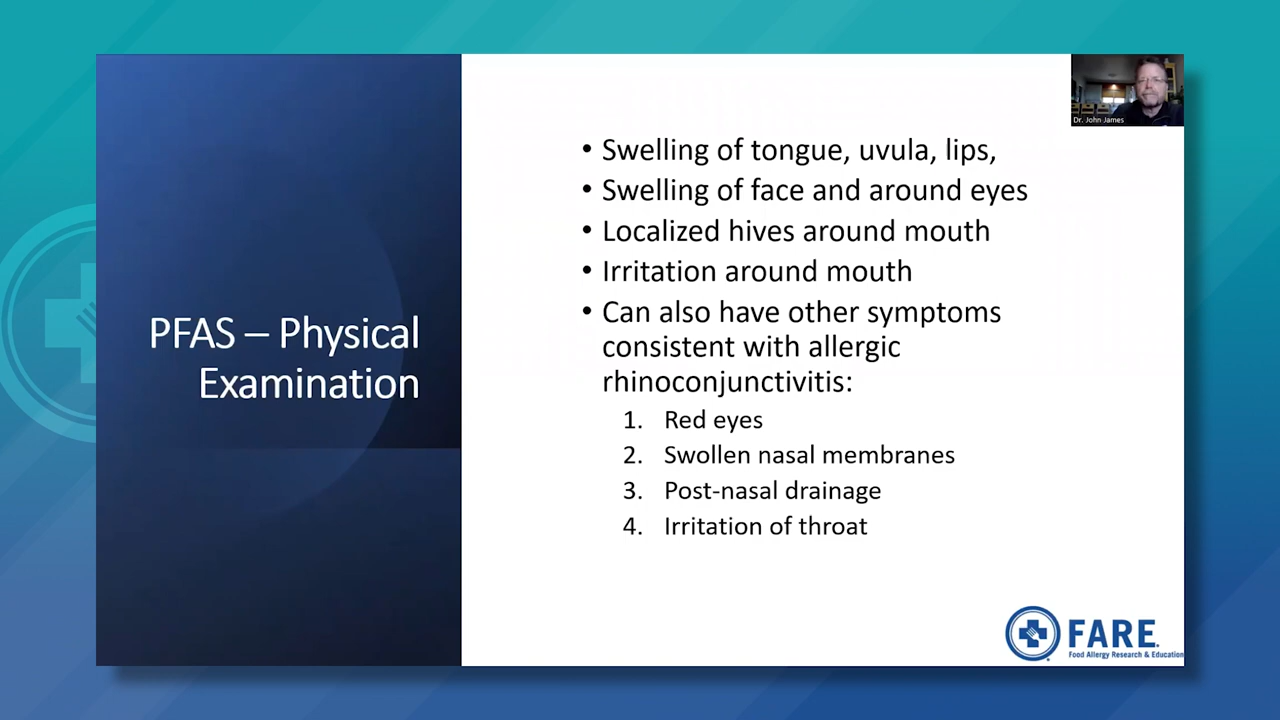 PFAS – Physical
Examination
• Swelling of tongue, uvula, lips,
• Swelling of face and around eyes
• Localized hives around mouth
• Irritation around mouth
• Can also have other symptoms
consistent with allergic
rhinoconjunctivitis:
1. Red eyes
2. Swollen nasal membranes
3. Post-nasal drainage
4. Irritation of throat
Dr. John James
FARE
Food Allergy Research & Education